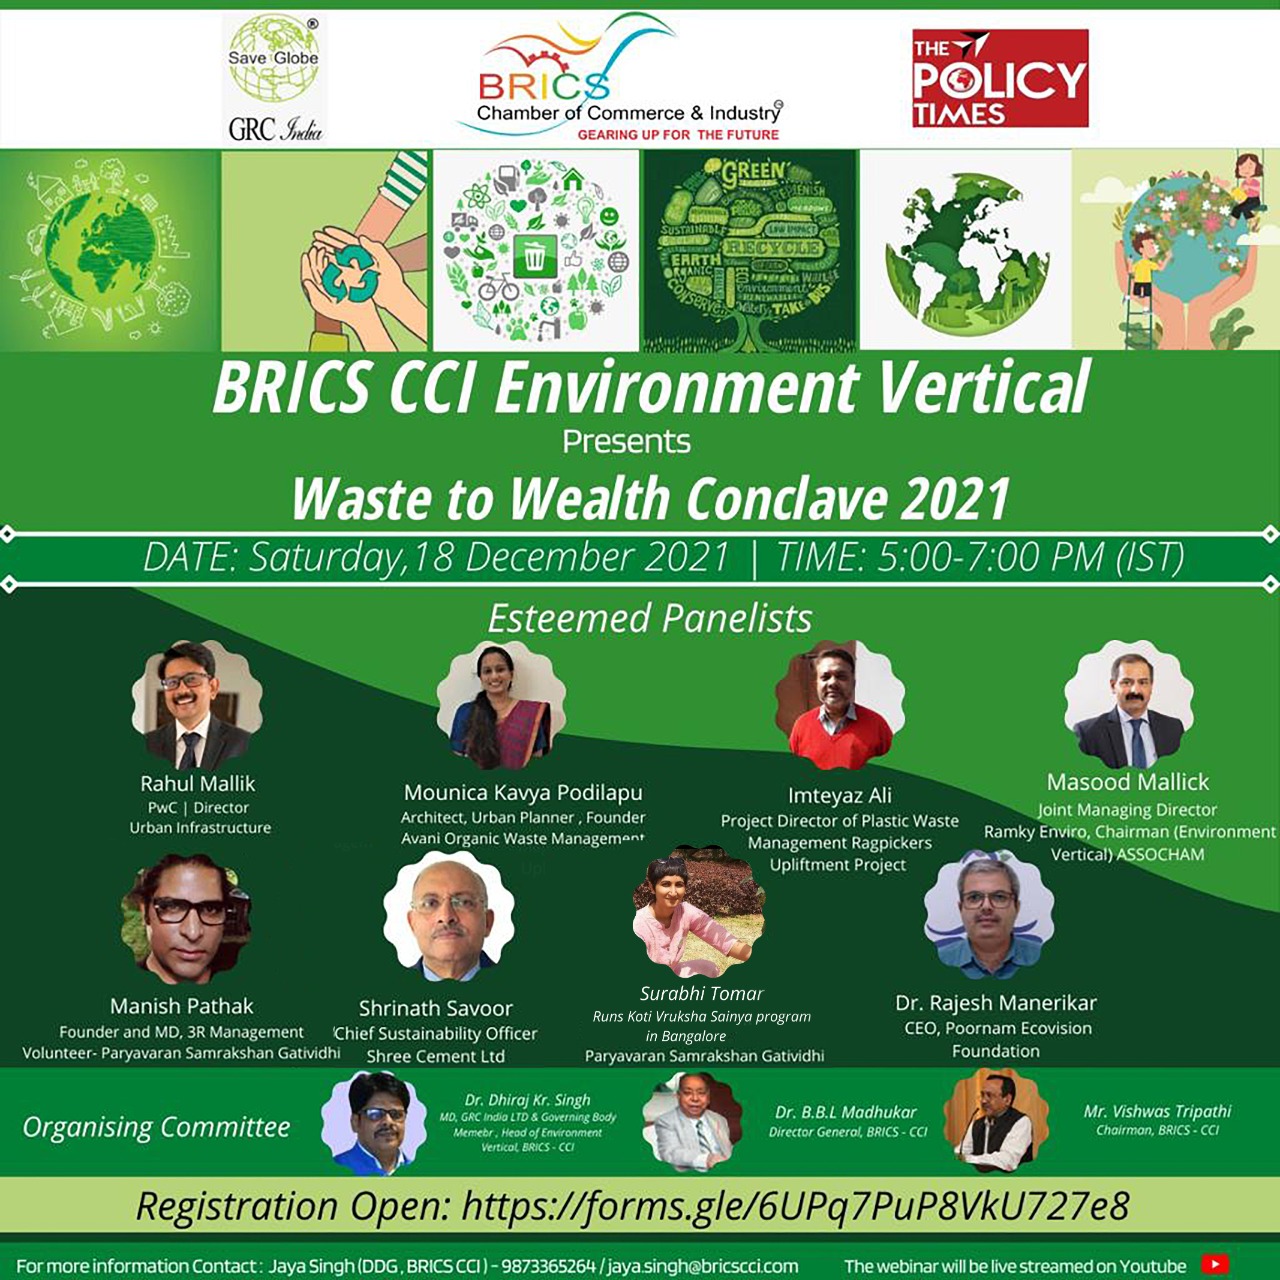 Save Globe
GRC India
BRICS
Chamber of Commerce & Industry
GEARING UP FOR THE FUTURE
THE
POLICY
TIMES
GREEN
REPLENISH
SUSTAINABLE
LOW IMPACT
RECYCLE
EARTH
ORGANIC
Environment
CONSERVE
TAKE BUS
BRICS CCI Environment Vertical
Presents
Waste to Wealth Conclave 2021
DATE: Saturday,18 December 2021 | TIME: 5:00-7:00 PM (IST)
Esteemed Panelists
Rahul Mallik
PwC | Director
Urban Infrastructure
Mounica Kavya Podilapu
Architect, Urban Planner , Founder
Avani Organic Waste Management
Imteyaz Ali
Project Director of Plastic Waste
Management Ragpickers
Upliftment Project
Masood Mallick
Joint Managing Director
Ramky Enviro, Chairman (Environment
Vertical) ASSOCHAM
Manish Pathak
Founder and MD, 3R Management
Volunteer- Paryavaran Samrakshan Gatividhi
Shrinath Savoor
'Chief Sustainability Officer
Shree Cement Ltd
Surabhi Tomar
Runs Koti Vruksha Sainya program
in Bangalore
Paryavaran Samrakshan Gatividhi
Dr. Rajesh Manerikar
CEO, Poornam Ecovision
Foundation
Organising Committee
Dr. Dhiraj Kr. Singh
MD, GRC India LTD & Governing Body
Memebr , Head of Environment
Vertical, BRICS - CCI
Dr. B.B.L Madhukar
Director General, BRICS - CCI
Mr. Vishwas Tripathi
Chairman, BRICS - CCI
Registration Open: https://forms.gle/6UPq7PuP8VkU727e8
For more information Contact : Jaya Singh (DDG , BRICS CCI ) - 9873365264 / jaya.singh@bricscci.com
The webinar will be live streamed on Youtube